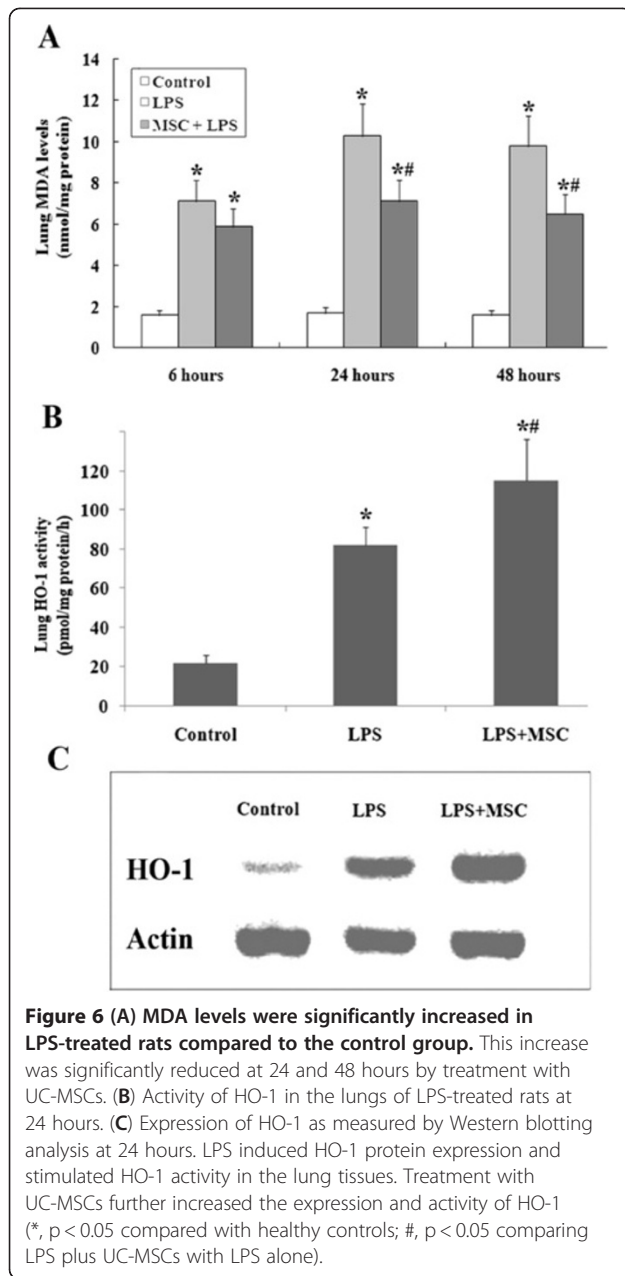 A
Control
LPS
MSC + LPS
Lung MDA levels
(nmol/mg protein)
14
12
10
8
6
4
2
0
*
*
*
*#
*
*#
6 hours
24 hours
48 hours
B
Lung HO-1 activity
(pmol/mg protein/h)
120
100
80
60
40
20
0
*
*#
Control
LPS
LPS+MSC
C
Control
LPS
LPS+MSC
HO-1
Actin
Figure 6 (A) MDA levels were significantly increased in
LPS-treated rats compared to the control group. This increase
was significantly reduced at 24 and 48 hours by treatment with
UC-MSCs. (B) Activity of HO-1 in the lungs of LPS-treated rats at
24 hours. (C) Expression of HO-1 as measured by Western blotting
analysis at 24 hours. LPS induced HO-1 protein expression and
stimulated HO-1 activity in the lung tissues. Treatment with
UC-MSCs further increased the expression and activity of HO-1
(*, p < 0.05 compared with healthy controls; #, p < 0.05 comparing
LPS plus UC-MSCs with LPS alone).